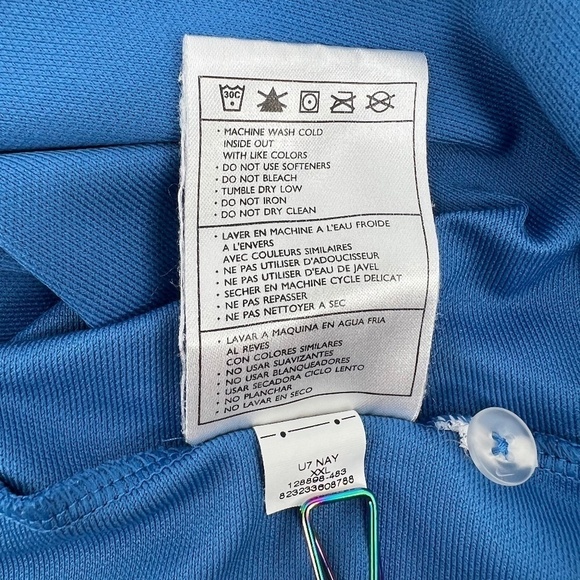 30C
• MACHINE WASH COLD
INSIDE OUT
WITH LIKE COLORS
• DO NOT USE SOFTENERS
• DO NOT BLEACH
• TUMBLE DRY LOW
• DO NOT IRON
• DO NOT DRY CLEAN
• LAVER EN MACHINE A L'EAU FROIDE
A L'ENVERS
AVEC COULEURS SIMILAIRES
• NE PAS UTILISER D'ADOUCISSEUR
• NE PAS UTILISER D'EAU DE JAVEL
• SECHER EN MACHINE CYCLE DELICAT
• NE PAS REPASSER
• NE PAS NETTOYER A SEC
• LAVAR A MAQUINA EN AGUA FRIA
AL REVES
CON COLORES SIMILARES
• NO USAR SUAVIZANTES
• NO USAR BLANQUEADORES
• USAR SECADORA CICLO LENTO
• NO PLANCHAR
• NO LAVAR EN SECO
U7 NAY
XXL
128898-483
823233608788